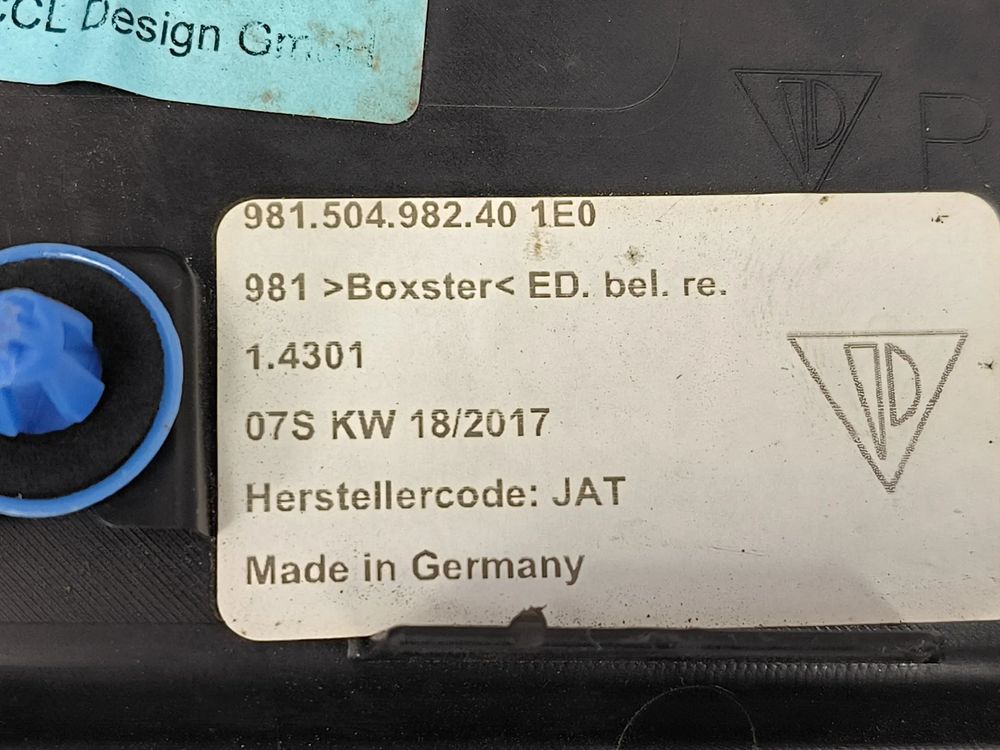 CCL Design GmbH
981.504.982.40 1E0
981 >Boxster< ED. bel. re.
1.4301
07S KW 18/2017
Herstellercode: JAT
Made in Germany